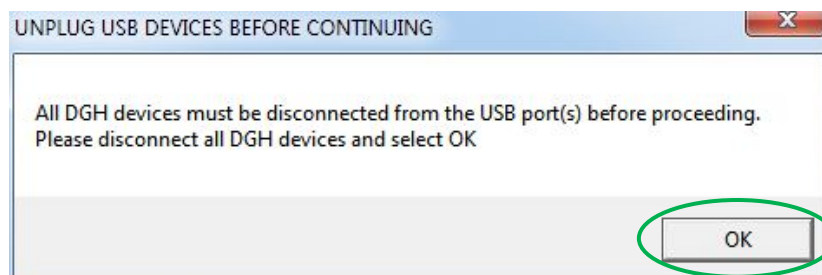 UNPLUG USB DEVICES BEFORE CONTINUING
All DGH devices must be disconnected from the USB port(s) before proceeding.
Please disconnect all DGH devices and select OK
OK